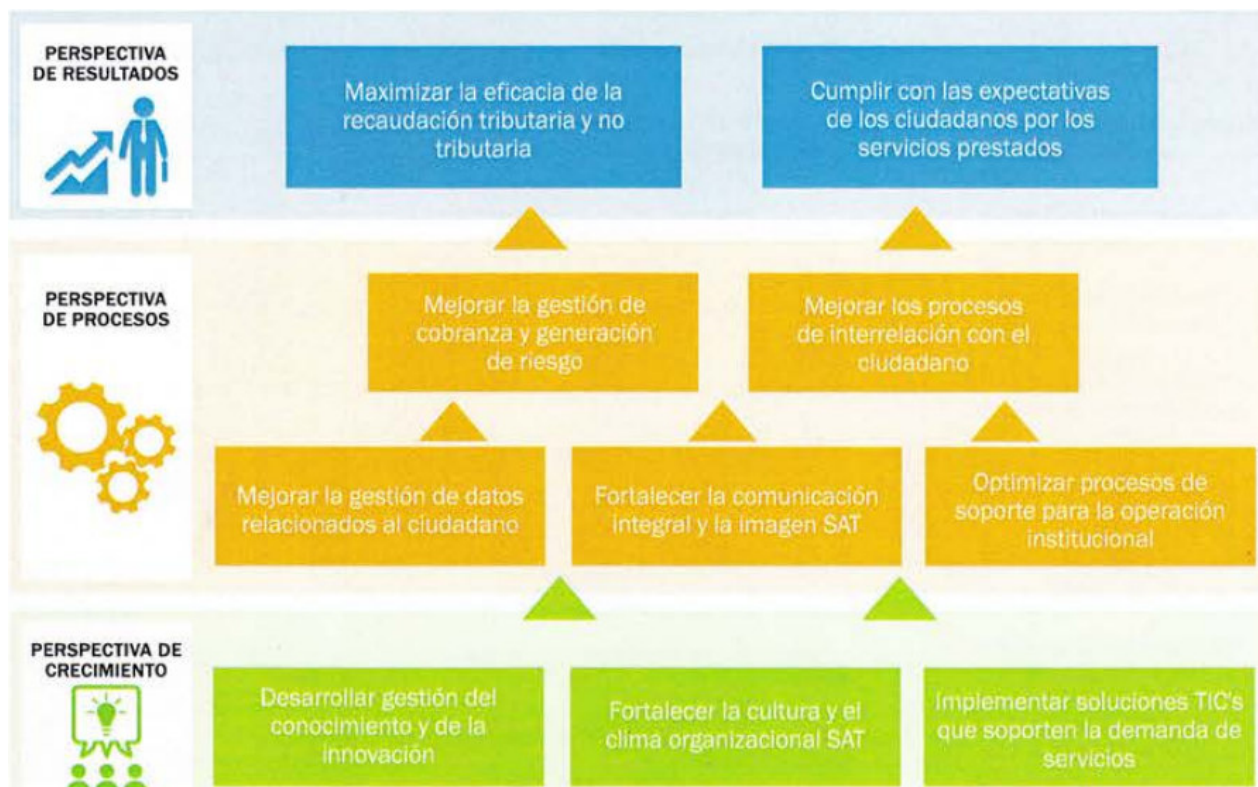 PERSPECTIVA
DE RESULTADOS
Maximizar la eficacia de la
recaudación tributaria y no
tributaria
Cumplir con las expectativas
de los ciudadanos por los
servicios prestados
PERSPECTIVA
DE PROCESOS
Mejorar la gestión de
cobranza y generación
de riesgo
Mejorar los procesos
de interrelación con el
ciudadano
Mejorar la gestión de datos
relacionados al ciudadano
Fortalecer la comunicación
integral y la imagen SAT
Optimizar procesos de
soporte para la operación
institucional
PERSPECTIVA DE
CRECIMIENTO
Desarrollar gestión del
conocimiento y de la
innovación
Fortalecer la cultura y el
clima organizacional SAT
Implementar soluciones TIC's
que soporten la demanda de
servicios